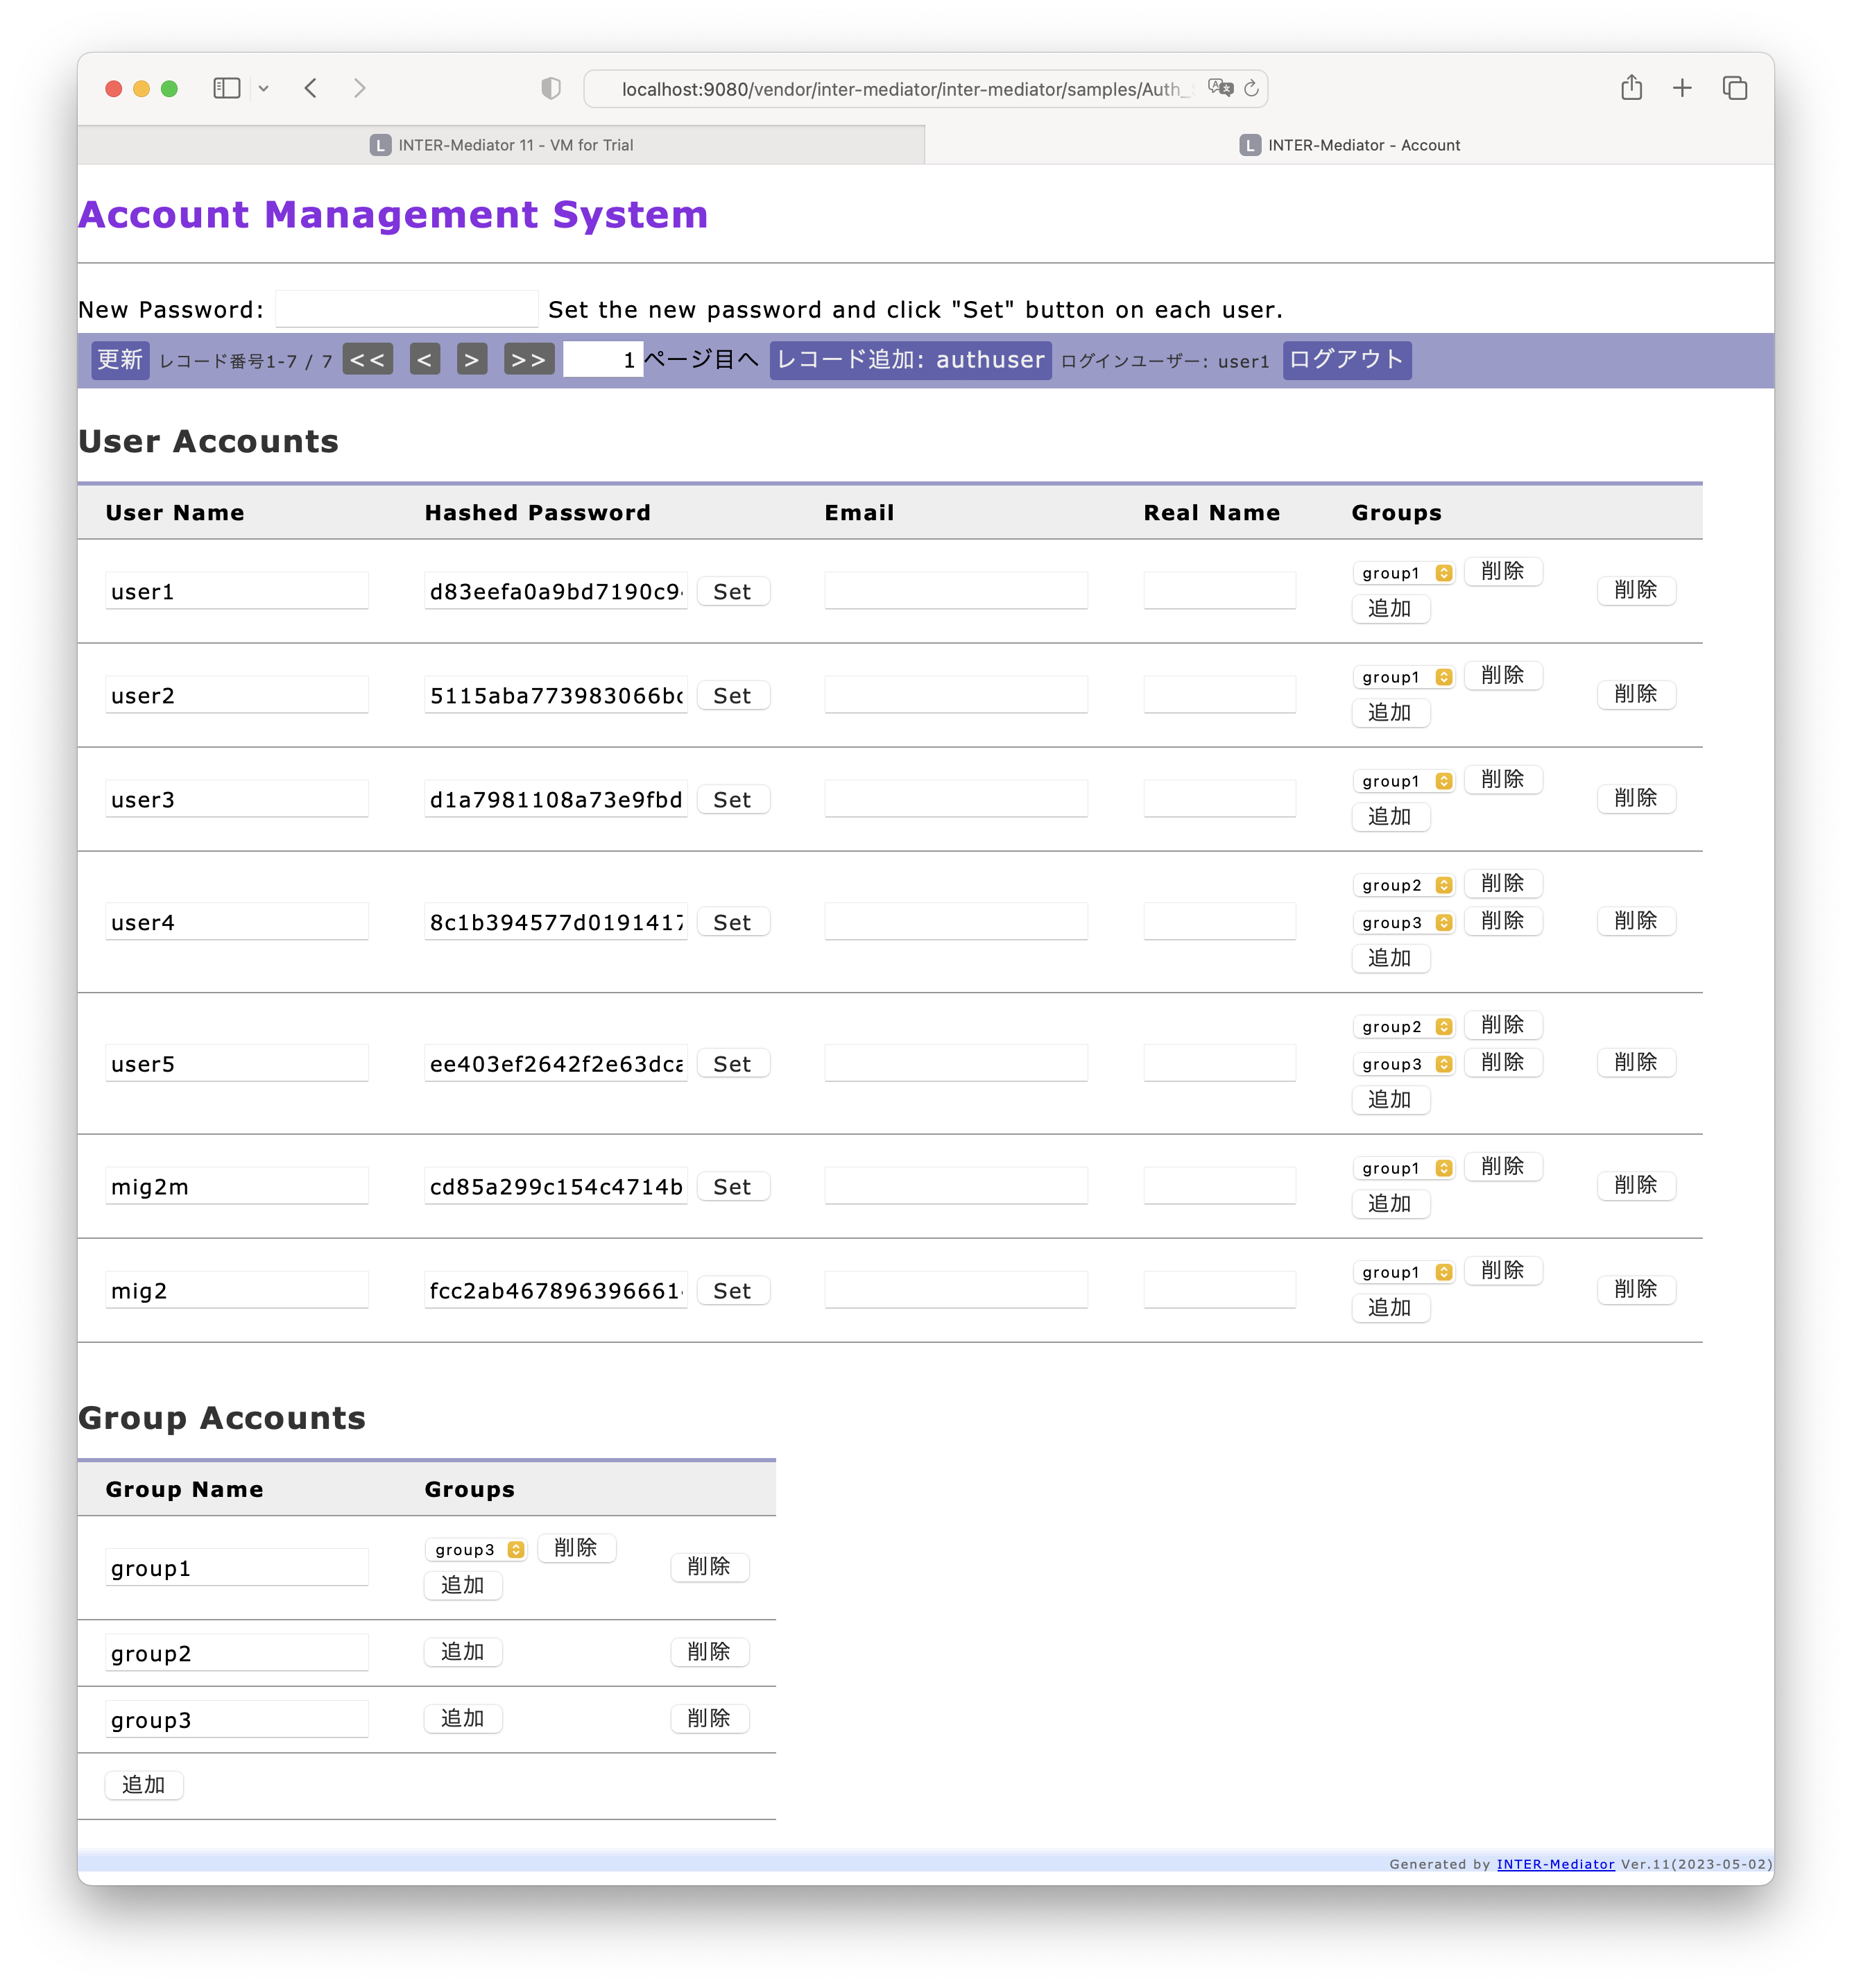 localhost:9080/vendor/inter-mediator/inter-mediator/samples/Auth_
L INTER-Mediator 11 - VM for Trial
L INTER-Mediator - Account
Account Management System
New Password: Set the new password and click "Set" button on each user.
更新 レコード番号1-7 / 7 << < > >> 1 ページ目へ レコード追加: authuser ログインユーザー: user1 ログアウト
User Accounts
User Name Hashed Password Email Real Name Groups
user1 d83eefa0a9bd7190c9 Set group1 削除 削除
追加
user2 5115aba773983066b Set group1 削除 削除
追加
user3 d1a7981108a73e9fbd Set group1 削除 削除
追加
group2 削除
user4 8c1b394577d0191417 Set group3 削除 削除
追加
group2 削除
user5 ee403ef2642f2e63dca Set group3 削除 削除
追加
mig2m cd85a299c154c4714b Set group1 削除 削除
追加
mig2 fcc2ab467896396661 Set group1 削除 削除
追加
Group Accounts
Group Name Groups
group1 group3 削除 削除
追加
group2 追加 削除
group3 追加 削除
追加
Generated by INTER-Mediator Ver.11(2023-05-02)